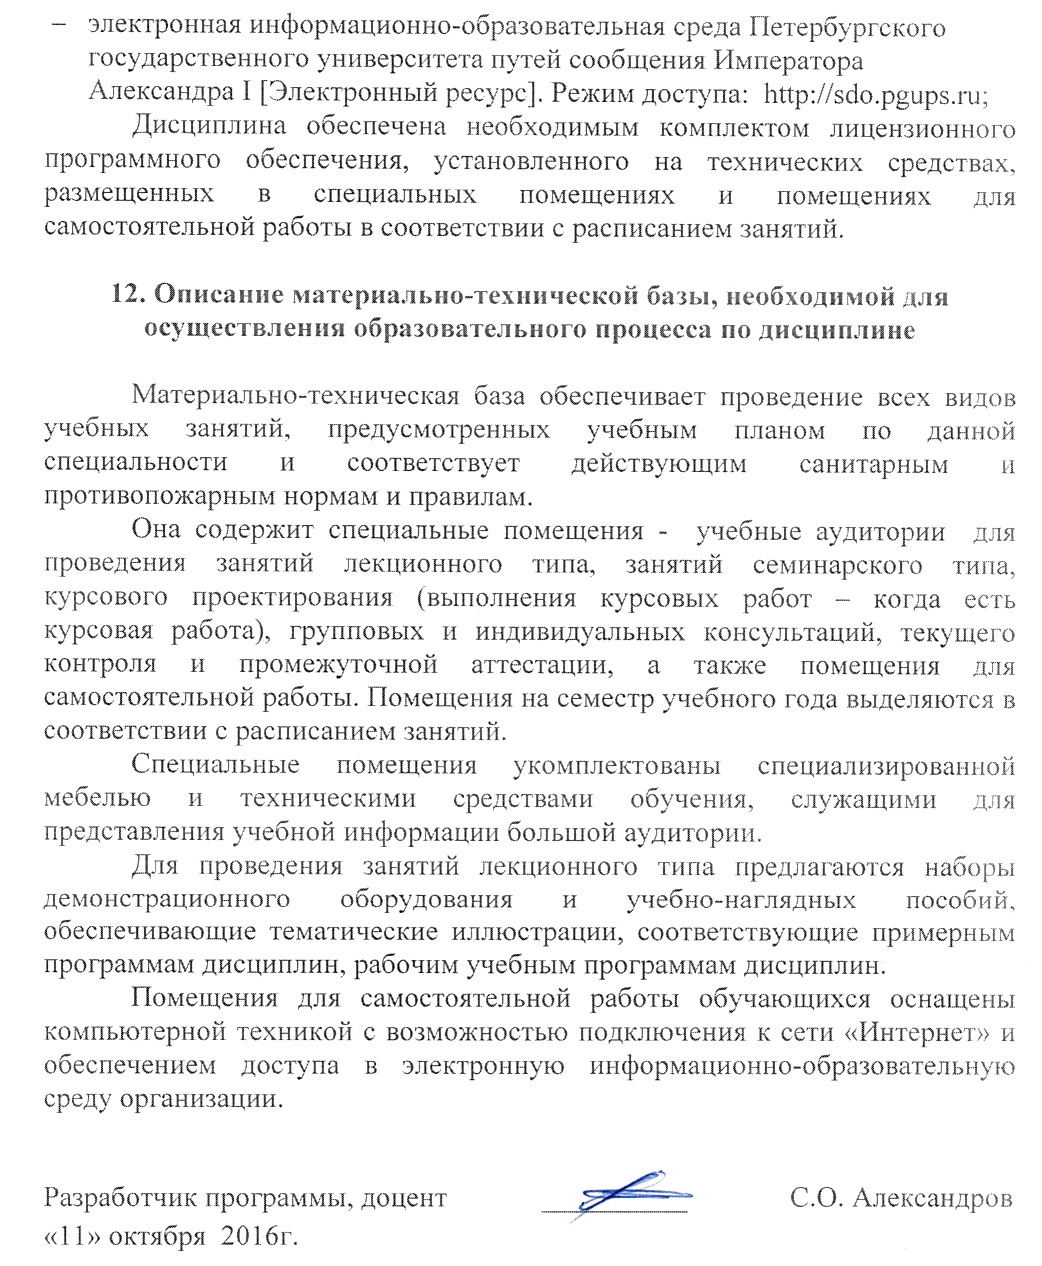 – электронная информационно-образовательная среда Петербургского
государственного университета путей сообщения Императора
Александра I [Электронный ресурс]. Режим доступа:  http://sdo.pgups.ru;
Дисциплина обеспечена необходимым комплектом лицензионного
программного обеспечения, установленного на технических средствах,
размещенных в специальных помещениях и помещениях для
самостоятельной работы в соответствии с расписанием занятий.
12. Описание материально-технической базы, необходимой для
осуществления образовательного процесса по дисциплине
Материально-техническая база обеспечивает проведение всех видов
учебных занятий, предусмотренных учебным планом по данной
специальности и соответствует действующим санитарным и
противопожарным нормам и правилам.
Она содержит специальные помещения -  учебные аудитории  для
проведения занятий лекционного типа, занятий семинарского типа,
курсового проектирования (выполнения курсовых работ – когда есть
курсовая работа), групповых и индивидуальных консультаций, текущего
контроля и промежуточной аттестации, а также помещения для
самостоятельной работы. Помещения на семестр учебного года выделяются в
соответствии с расписанием занятий.
Специальные помещения укомплектованы специализированной
мебелью и техническими средствами обучения, служащими для
представления учебной информации большой аудитории.
Для проведения занятий лекционного типа предлагаются наборы
демонстрационного оборудования и учебно-наглядных пособий,
обеспечивающие тематические иллюстрации, соответствующие примерным
программам дисциплин, рабочим учебным программам дисциплин.
Помещения для самостоятельной работы обучающихся оснащены
компьютерной техникой с возможностью подключения к сети «Интернет» и
обеспечением доступа в электронную информационно-образовательную
среду организации.
Разработчик программы, доцент С.О. Александров
«11» октября  2016г.